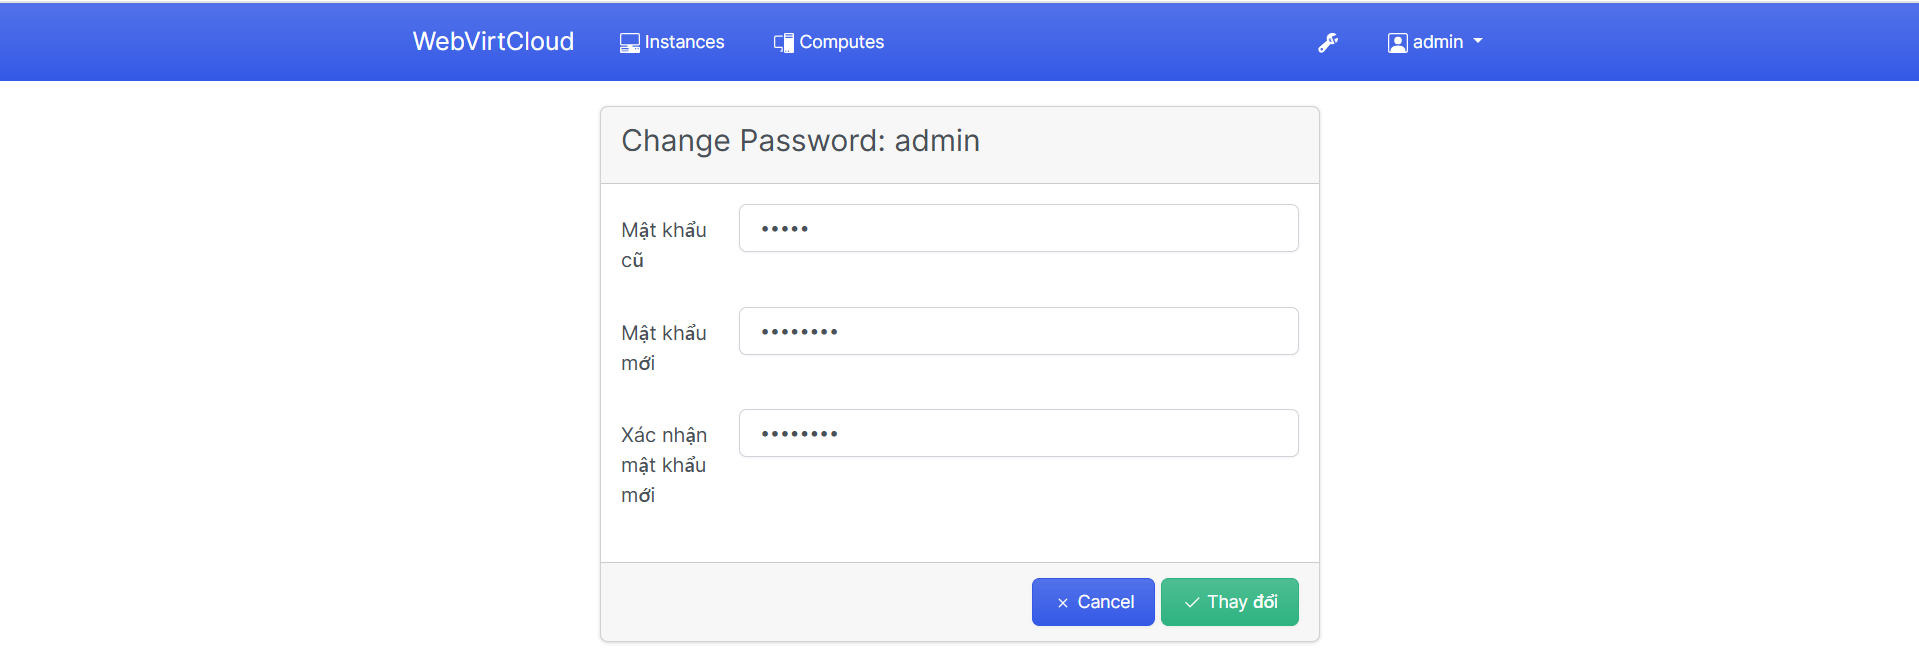 WebVirtCloud Instances Computes admin
Change Password: admin
Mật khẩu
cũ
•••••
Mật khẩu
mới
••••••••
Xác nhận
mật khẩu
mới
••••••••
Cancel Thay đổi